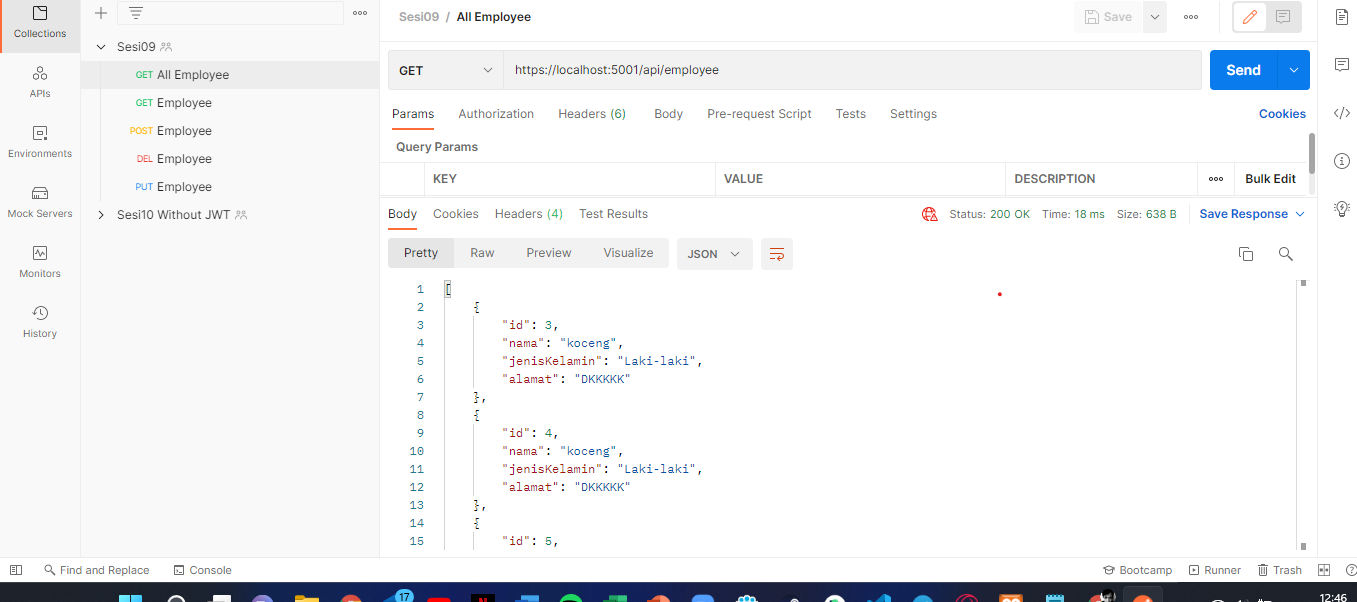 Collections
APIs
Environments
Mock Servers
Monitors
History
Sesi09
GET All Employee
GET Employee
POST Employee
DEL Employee
PUT Employee
Sesi10 Without JWT
Sesi09 / All Employee
Save
GET https://localhost:5001/api/employee
Send
Params Authorization Headers (6) Body Pre-request Script Tests Settings Cookies
Query Params
KEY VALUE DESCRIPTION Bulk Edit
Body Cookies Headers (4) Test Results Status: 200 OK Time: 18 ms Size: 638 B Save Response
Pretty Raw Preview Visualize JSON
1 [
2 {
3 "id": 3,
4 "nama": "koceng",
5 "jenisKelamin": "Laki-laki",
6 "alamat": "DKKKKK"
7 },
8 {
9 "id": 4,
10 "nama": "koceng",
11 "jenisKelamin": "Laki-laki",
12 "alamat": "DKKKKK"
13 },
14 {
15 "id": 5,
Find and Replace Console Bootcamp Runner Trash
17
12:46